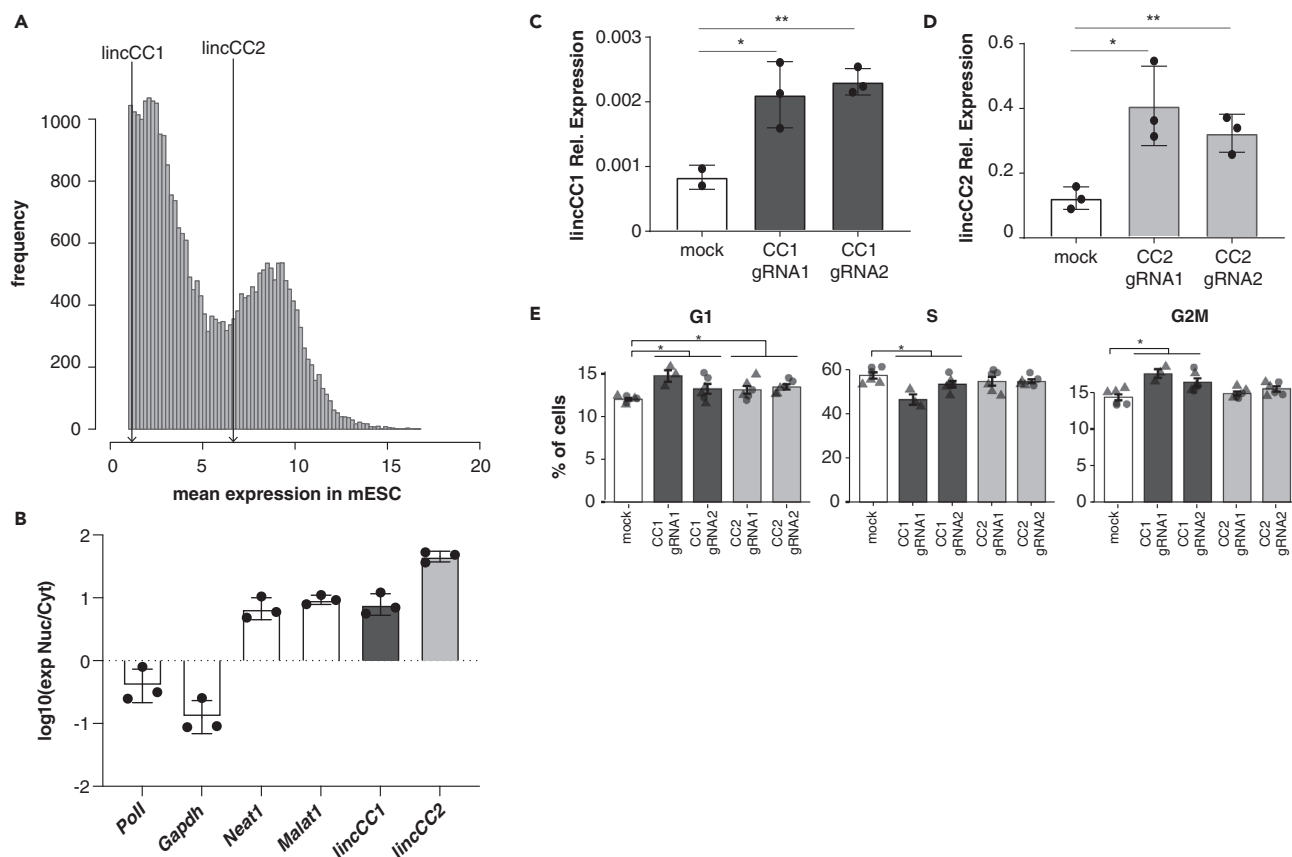 A
lincCC1
lincCC2
frequency
1000
800
600
400
200
0
0 5 10 15 20
mean expression in mESC
B
log10(exp Nuc/Cyt)
2
1
0
-1
-2
PolI
Gapdh
Neat1
Malat1
lincCC1
lincCC2
C
lincCC1 Rel. Expression
0.003
0.002
0.001
0
**
*
mock
CC1
gRNA1
CC1
gRNA2
D
lincCC2 Rel. Expression
0.6
0.4
0.2
0
**
*
mock
CC2
gRNA1
CC2
gRNA2
E
% of cells
G1
*
*
15
10
5
0
mock
CC1
gRNA1
CC1
gRNA2
CC2
gRNA1
CC2
gRNA2
S
*
60
40
20
0
mock
CC1
gRNA1
CC1
gRNA2
CC2
gRNA1
CC2
gRNA2
G2M
*
15
10
5
0
mock
CC1
gRNA1
CC1
gRNA2
CC2
gRNA1
CC2
gRNA2